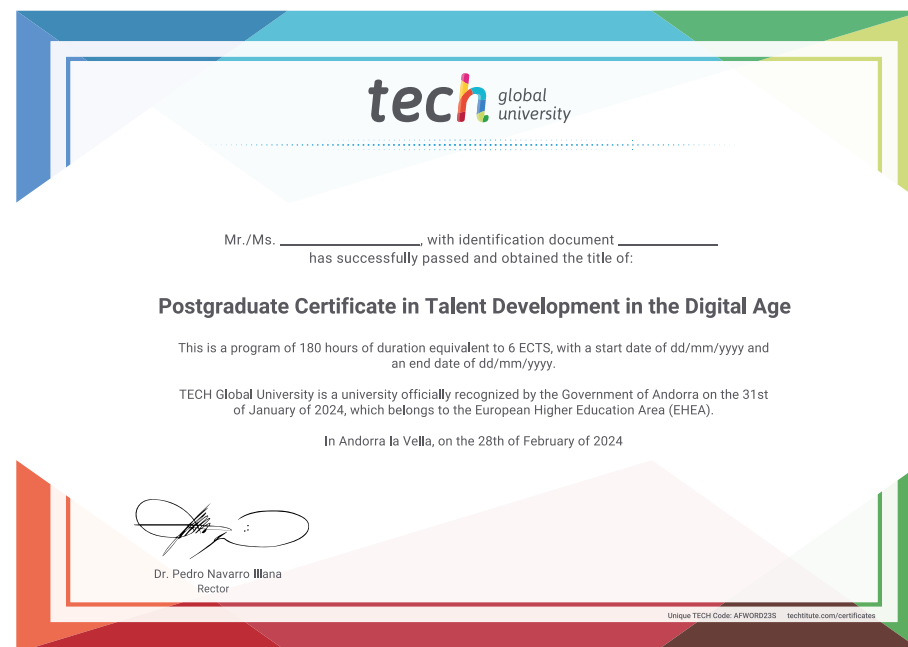 tech global university
Mr./Ms. ____________, with identification document ____________
has successfully passed and obtained the title of:
Postgraduate Certificate in Talent Development in the Digital Age
This is a program of 180 hours of duration equivalent to 6 ECTS, with a start date of dd/mm/yyyy and
an end date of dd/mm/yyyy.
TECH Global University is a university officially recognized by the Government of Andorra on the 31st
of January of 2024, which belongs to the European Higher Education Area (EHEA).
In Andorra la Vella, on the 28th of February of 2024
Dr. Pedro Navarro Illana
Rector
Unique TECH Code: AFWORD23S techtitute.com/certificates